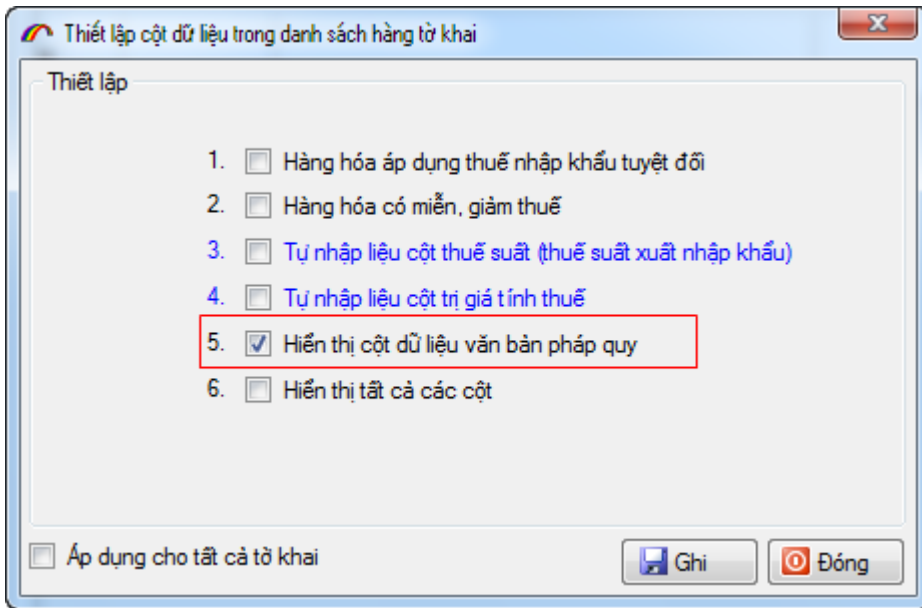 Thiết lập cột dữ liệu trong danh sách hàng tờ khai
Thiết lập
1. Hàng hóa áp dụng thuế nhập khẩu tuyệt đối
2. Hàng hóa có miễn, giảm thuế
3. Tự nhập liệu cột thuế suất (thuế suất xuất nhập khẩu)
4. Tự nhập liệu cột trị giá tính thuế
5. Hiển thị cột dữ liệu văn bản pháp quy
6. Hiển thị tất cả các cột
Áp dụng cho tất cả tờ khai
Ghi
Đóng